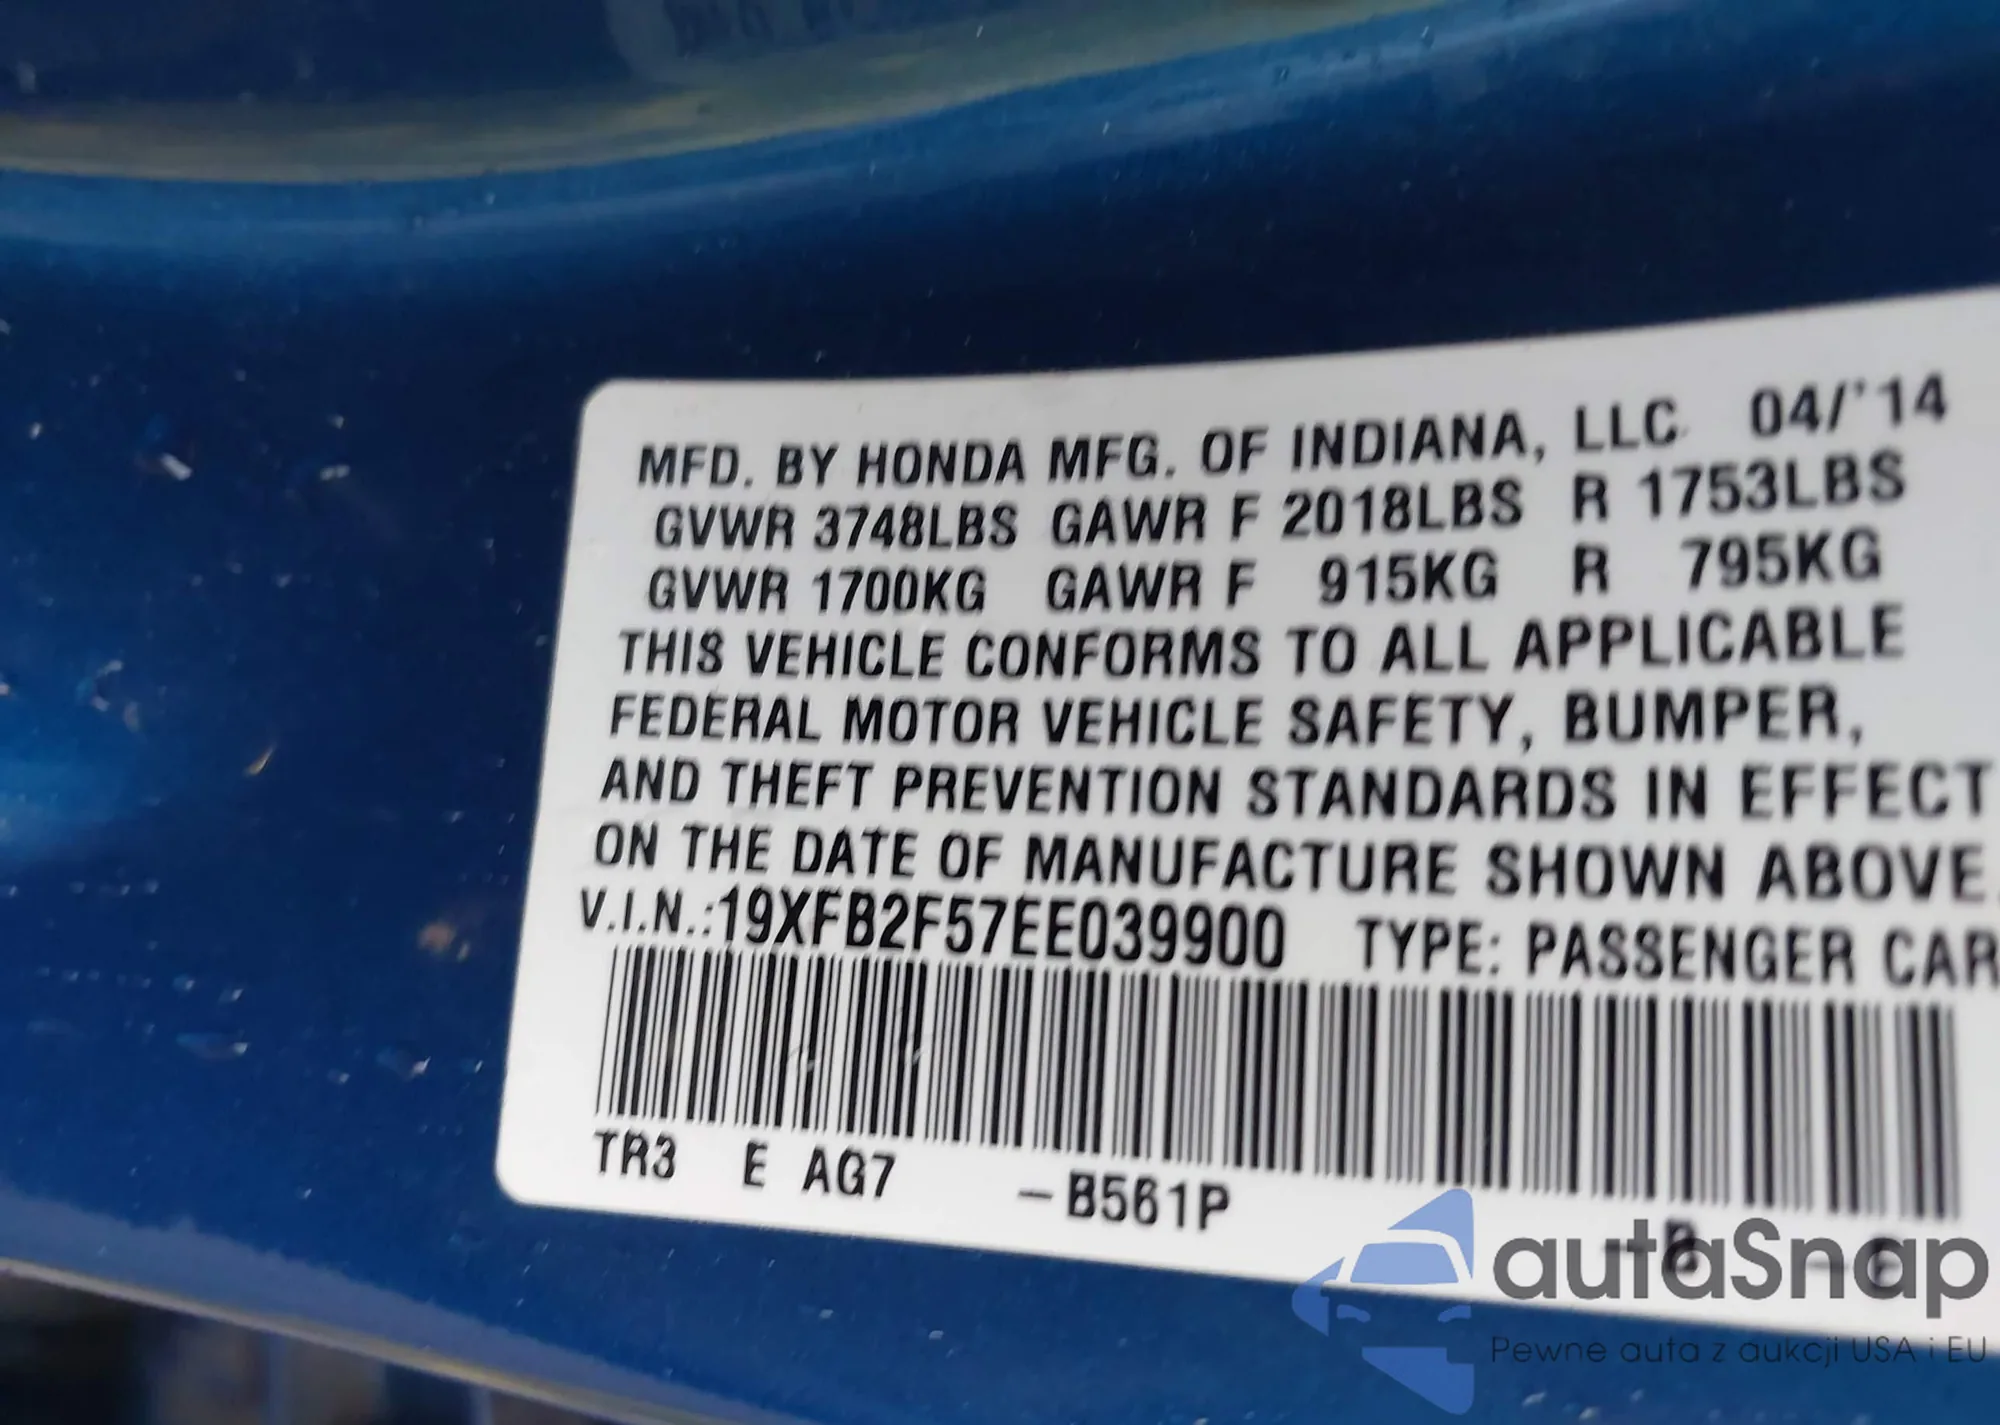 MFD. BY HONDA MFG. OF INDIANA, LLC. 04/'14
GVWR 3748LBS GAWR F 2018LBS R 1753LBS
GVWR 1700KG GAWR F 915KG R 795KG
THIS VEHICLE CONFORMS TO ALL APPLICABLE
FEDERAL MOTOR VEHICLE SAFETY, BUMPER,
AND THEFT PREVENTION STANDARDS IN EFFECT
ON THE DATE OF MANUFACTURE SHOWN ABOVE.
V.I.N.:19XFB2F57EE039900 TYPE: PASSENGER CAR
TR3 E AG7 –B561P
autaSnap
Pewne auta z aukcji USA i EU